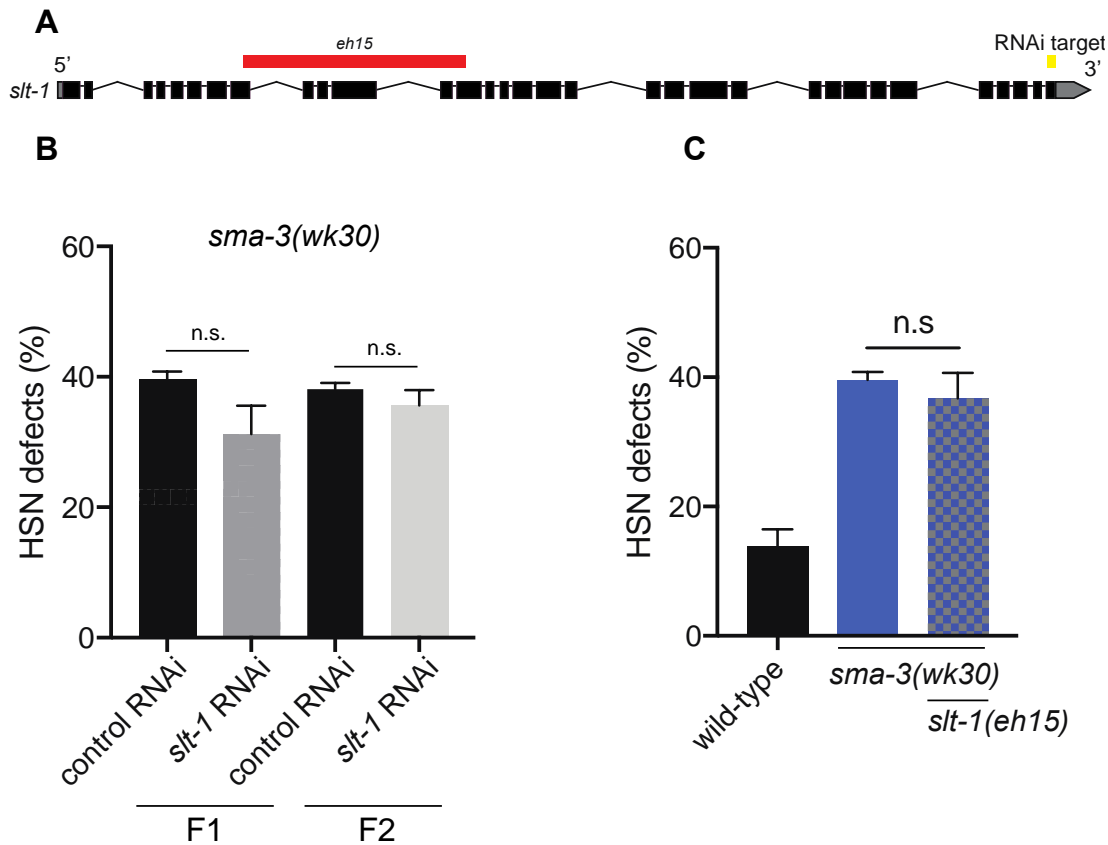 A
eh15
RNAi target
5’
3’
slt-1
B
C
sma-3(wk30)
60
40
20
0
HSN defects (%)
n.s.
n.s.
control RNAi
slt-1 RNAi
control RNAi
slt-1 RNAi
F1
F2
60
40
20
0
HSN defects (%)
n.s
wild-type
sma-3(wk30)
slt-1(eh15)